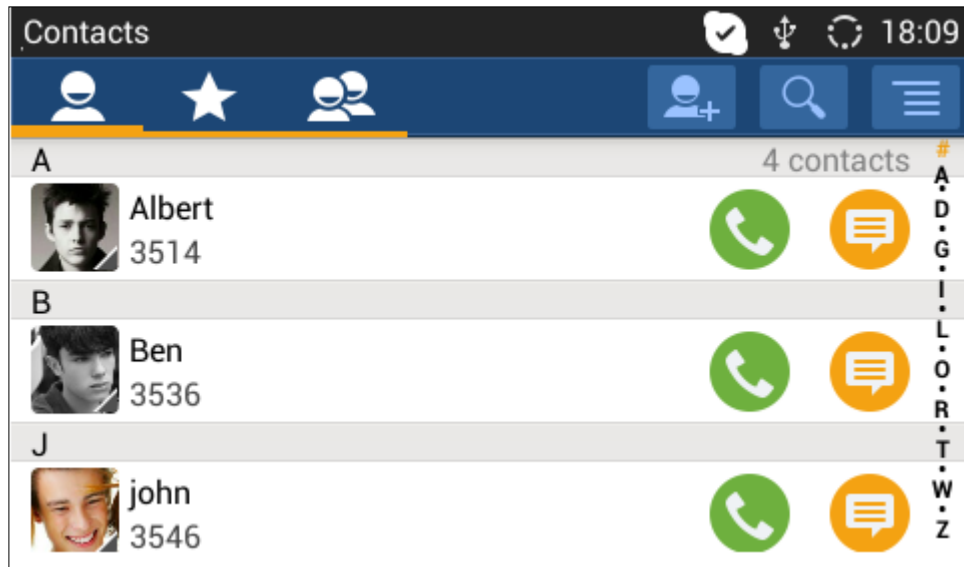 Contacts 18:09
A 4 contacts
Albert
3514
B
Ben
3536
J
john
3546
#
A
D
G
I
L
O
R
T
W
Z